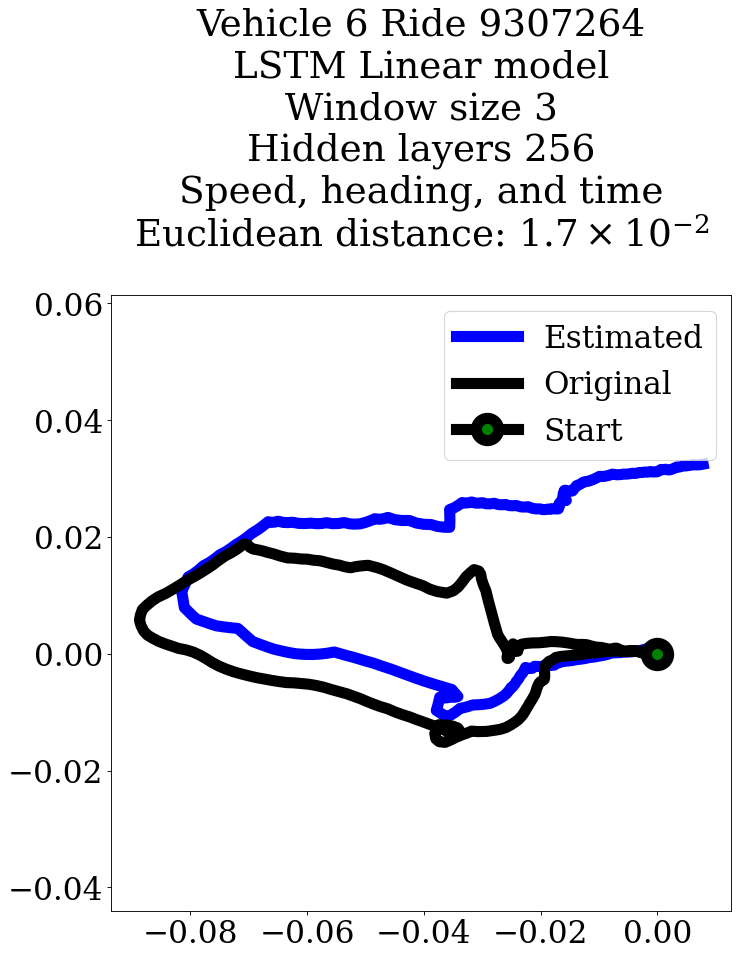 Vehicle 6 Ride 9307264
LSTM Linear model
Window size 3
Hidden layers 256
Speed, heading, and time
Euclidean distance: 1.7 × 10⁻²
0.06
0.04
0.02
0.00
−0.02
−0.04
Estimated
Original
Start
−0.08 −0.06 −0.04 −0.02 0.00